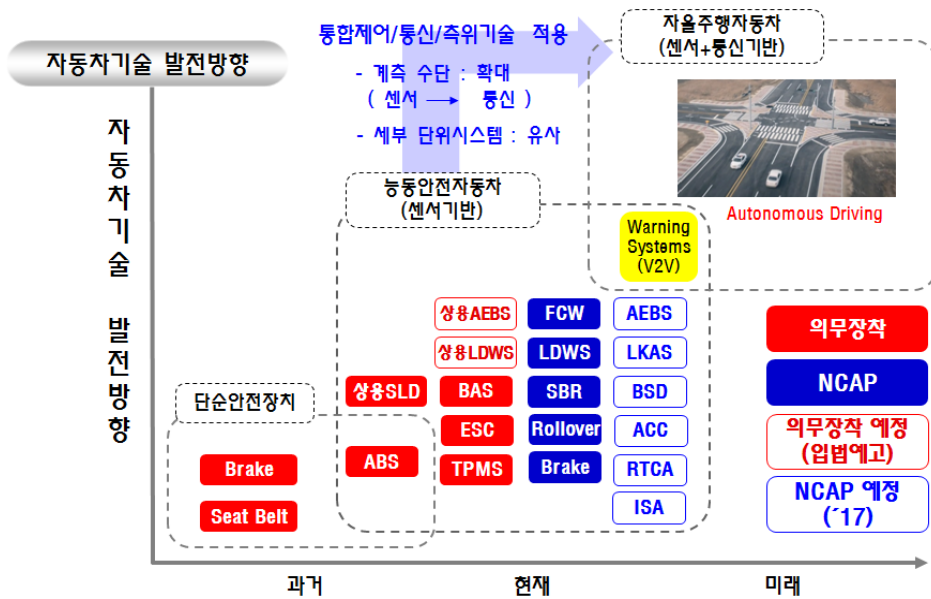 자동차기술 발전방향
통합제어/통신/측위기술 적용
- 계측 수단 : 확대
( 센서 → 통신 )
- 세부 단위시스템 : 유사
자율주행자동차
(센서+통신기반)
Autonomous Driving
자동차기술 발전방향
능동안전자동차
(센서기반)
Warning
Systems
(V2V)
상용AEBS
FCW
AEBS
상용LDWS
LDWS
LKAS
상용SLD
BAS
SBR
BSD
ESC
Rollover
ACC
ABS
TPMS
Brake
RTCA
ISA
단순안전장치
Brake
Seat Belt
의무장착
NCAP
의무장착 예정
(입법예고)
NCAP 예정
(´17)
과거
현재
미래